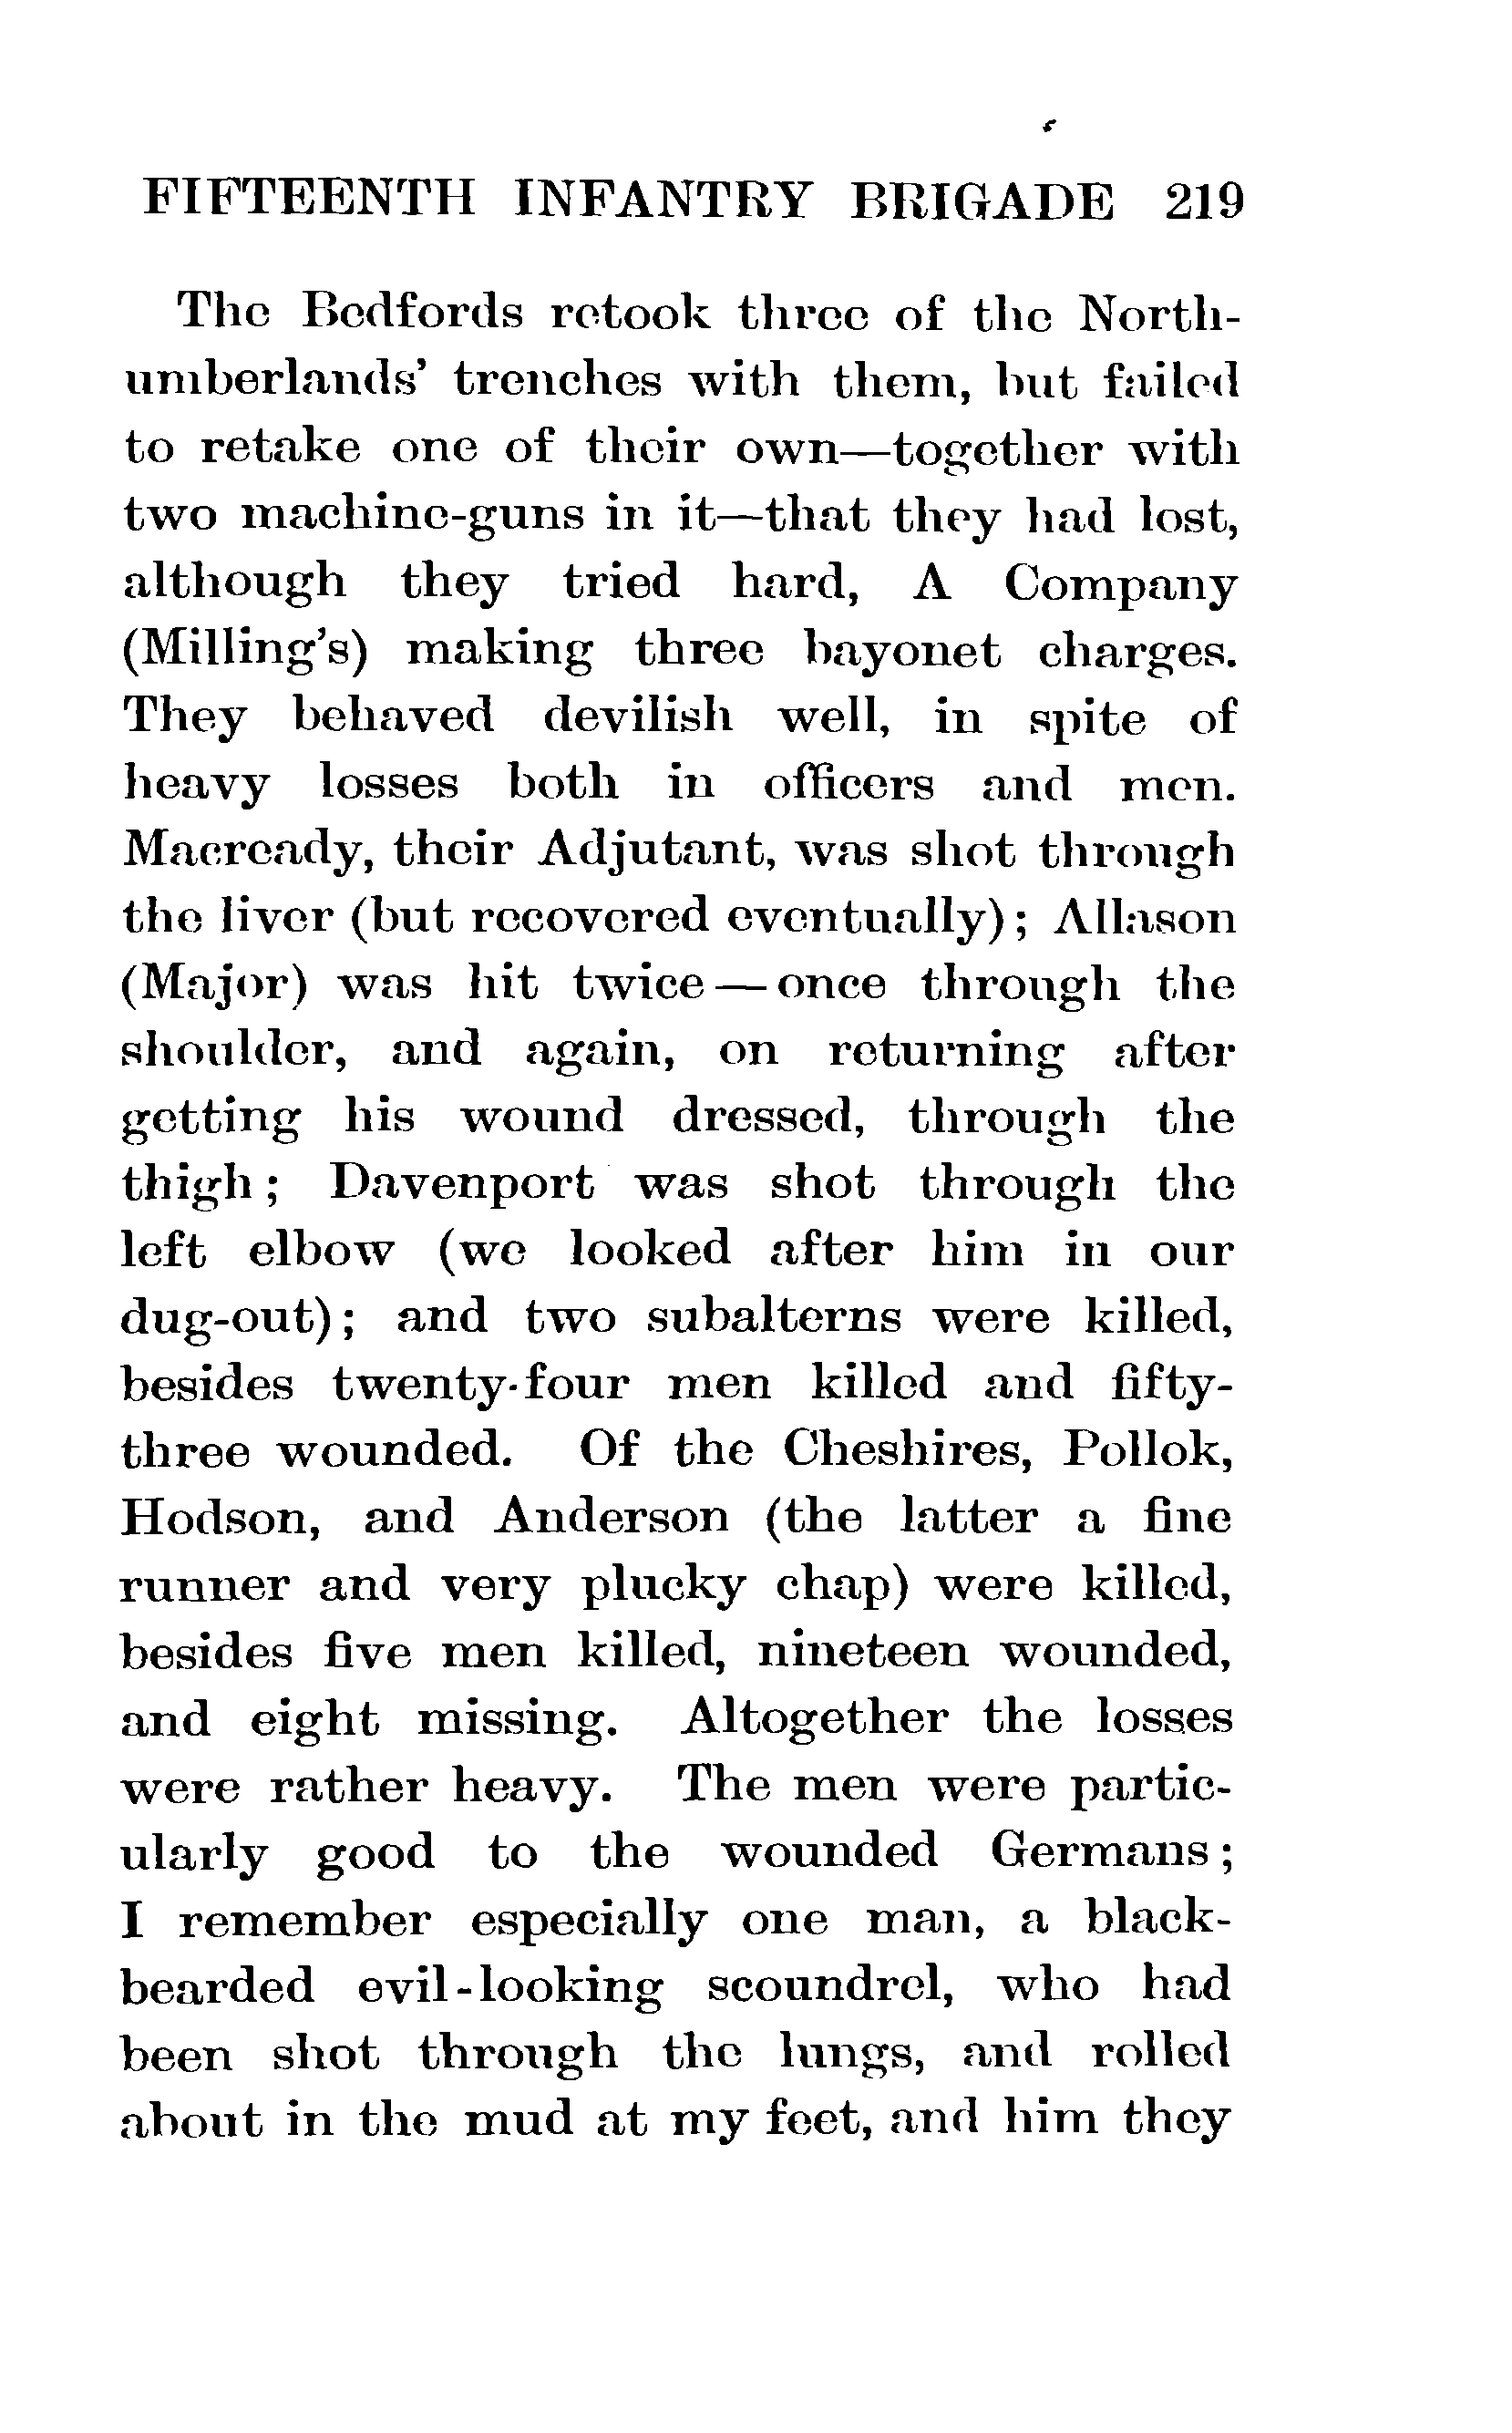 FIFTEENTH INFANTRY BRIGADE 219
The Bedfords retook three of the North-
umberlands' trenches with them, but failed
to retake one of their own—together with
two machine-guns in it—that they had lost,
although they tried hard, A Company
(Milling's) making three bayonet charges.
They behaved devilish well, in spite of
heavy losses both in officers and men.
Macready, their Adjutant, was shot through
the liver (but recovered eventually); Allason
(Major) was hit twice—once through the
shoulder, and again, on returning after
getting his wound dressed, through the
thigh; Davenport was shot through the
left elbow (we looked after him in our
dug-out); and two subalterns were killed,
besides twenty-four men killed and fifty-
three wounded. Of the Cheshires, Pollok,
Hodson, and Anderson (the latter a fine
runner and very plucky chap) were killed,
besides five men killed, nineteen wounded,
and eight missing. Altogether the losses
were rather heavy. The men were partic-
ularly good to the wounded Germans;
I remember especially one man, a black-
bearded evil-looking scoundrel, who had
been shot through the lungs, and rolled
about in the mud at my feet, and him they